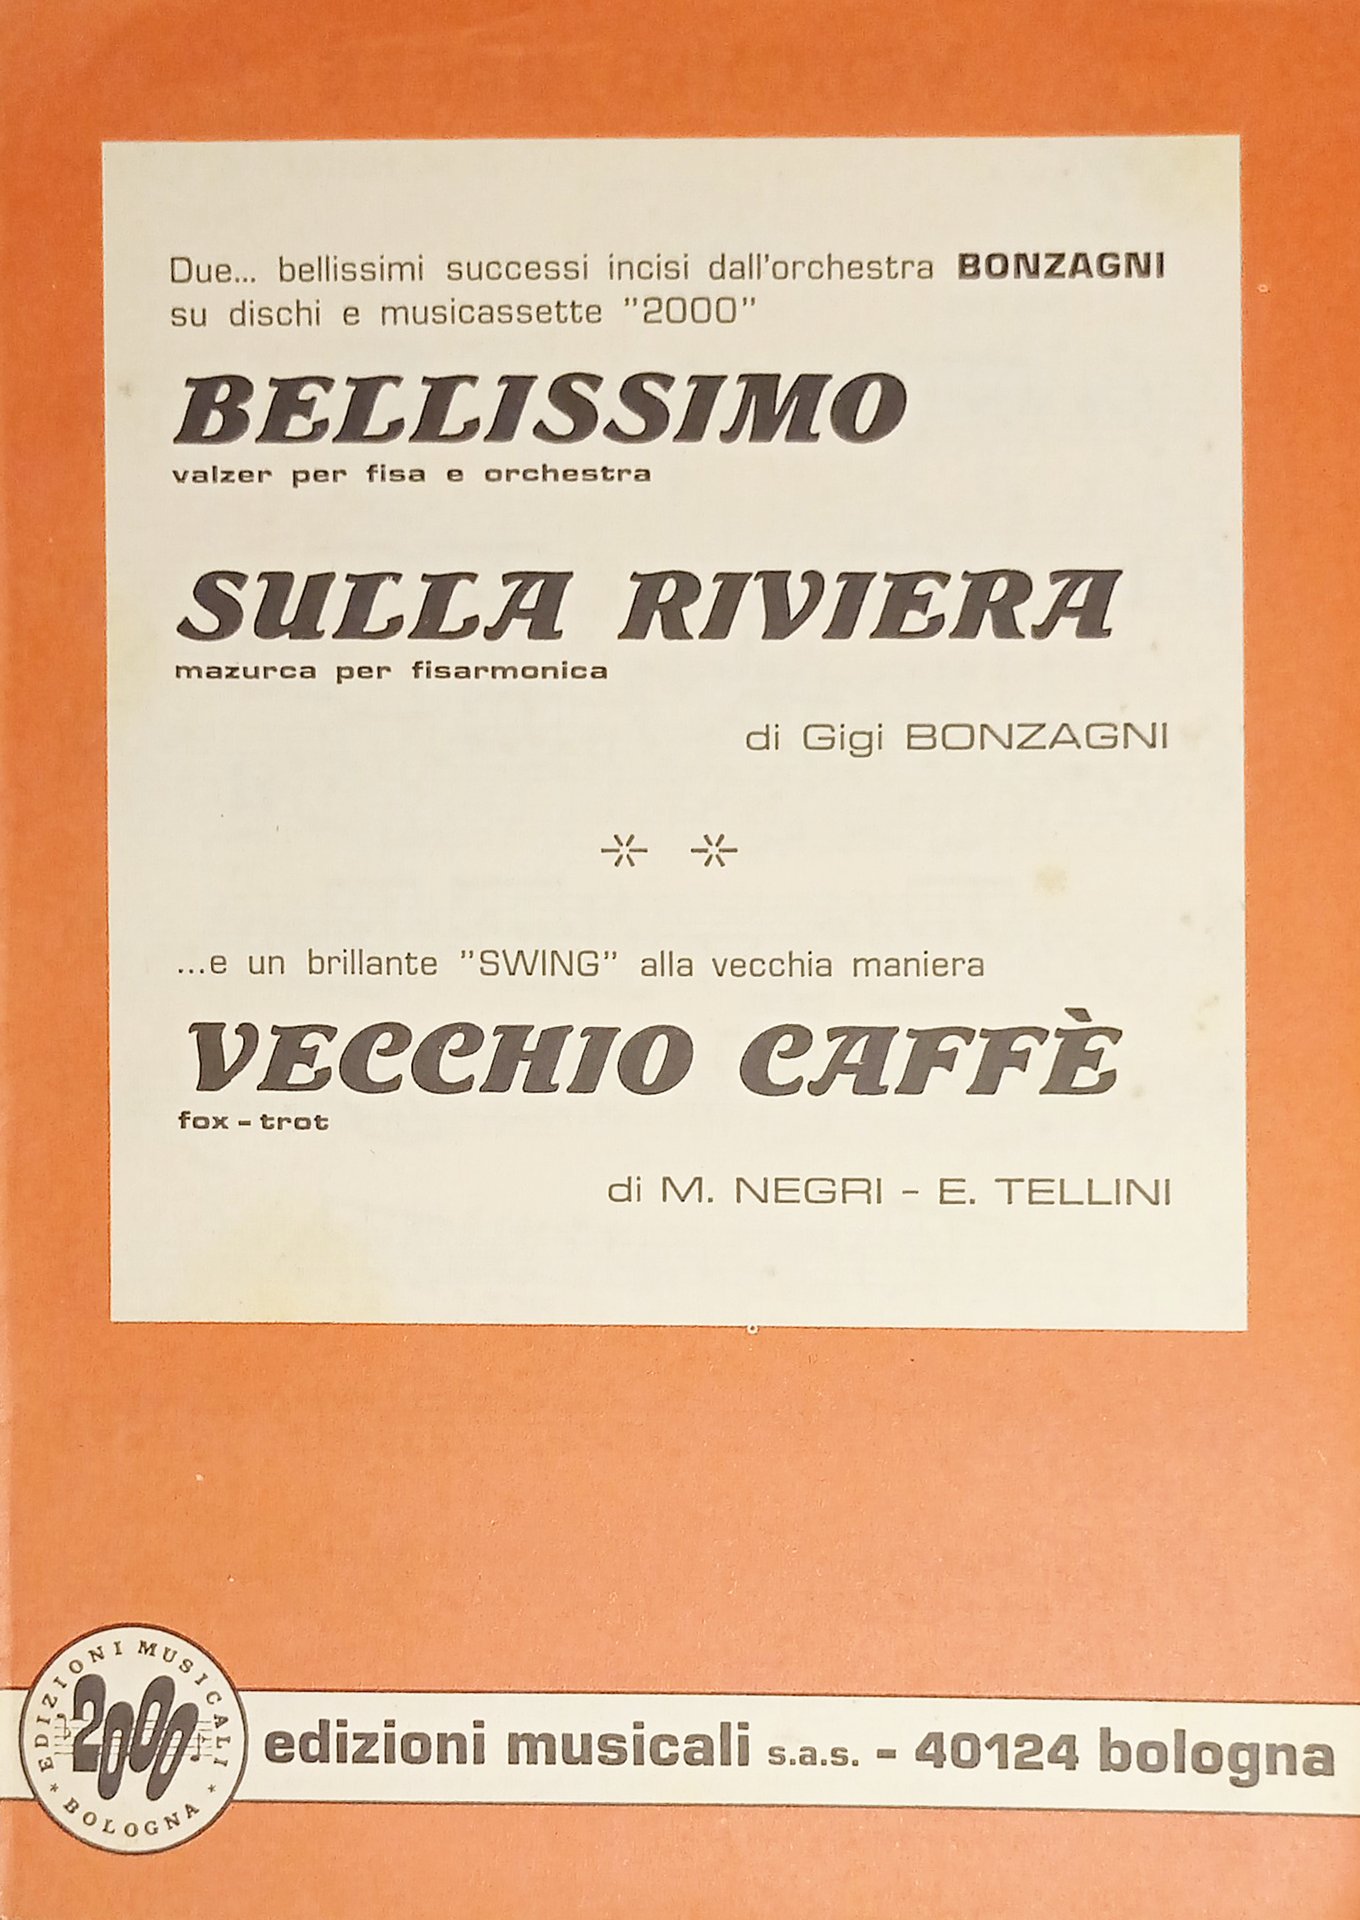 Due... bellissimi successi incisi dall'orchestra BONZAGNI
su dischi e musicassette "2000"
BELLISSIMO
valzer per fisa e orchestra
SULLA RIVIERA
mazurca per fisarmonica
di Gigi BONZAGNI
...e un brillante "SWING" alla vecchia maniera
VECCHIO CAFFÈ
fox - trot
di M. NEGRI - E. TELLINI
EDIZIONI MUSICALI
2000
* BOLOGNA *
edizioni musicali s.a.s. - 40124 bologna